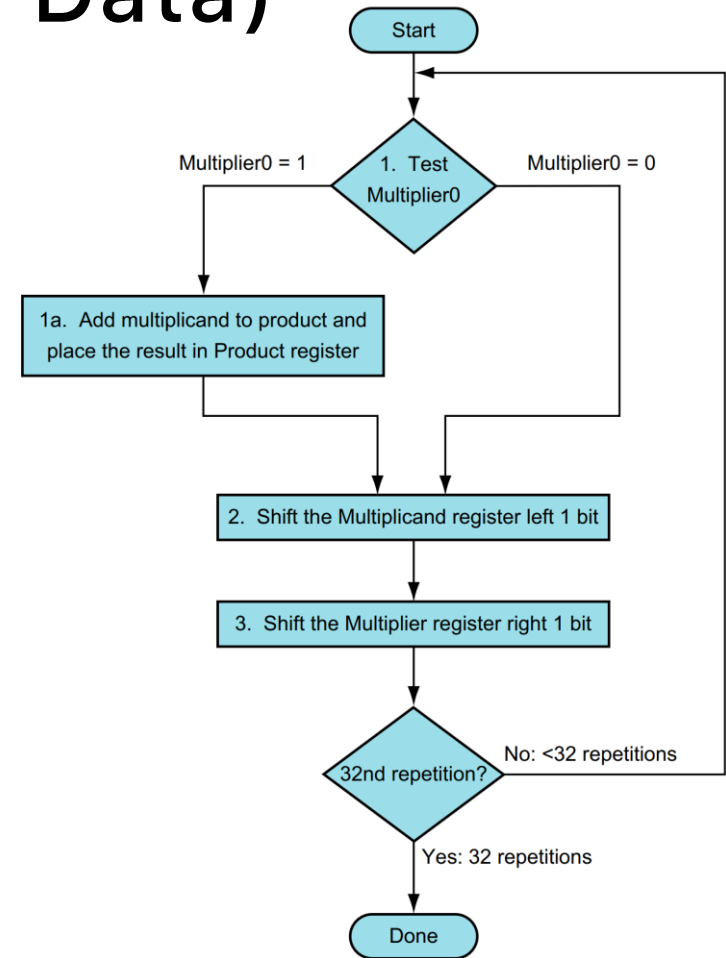 Data)
Start
1. Test
Multiplier0
Multiplier0 = 1
Multiplier0 = 0
1a. Add multiplicand to product and
place the result in Product register
2. Shift the Multiplicand register left 1 bit
3. Shift the Multiplier register right 1 bit
32nd repetition?
No: <32 repetitions
Yes: 32 repetitions
Done